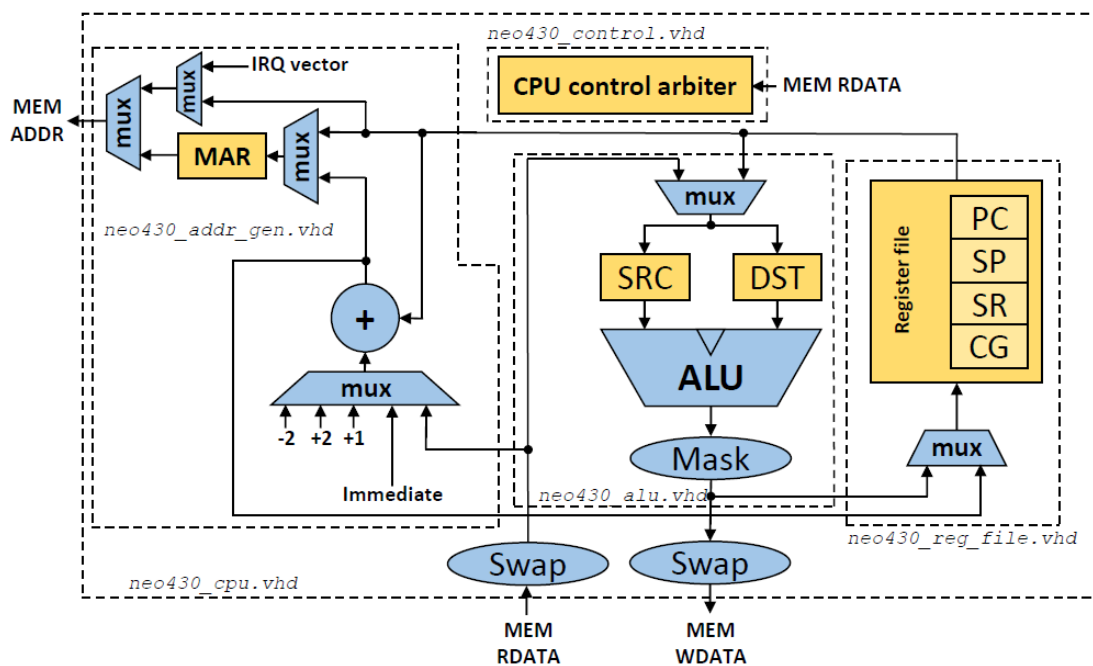 neo430_control.vhd
CPU control arbiter
MEM RDATA
IRQ vector
mux
MEM
ADDR
mux
MAR
mux
neo430_addr_gen.vhd
mux
SRC
DST
ALU
Mask
neo430_alu.vhd
Register file
PC
SP
SR
CG
mux
neo430_reg_file.vhd
+
mux
-2
+2
+1
Immediate
Swap
Swap
neo430_cpu.vhd
MEM
RDATA
MEM
WDATA